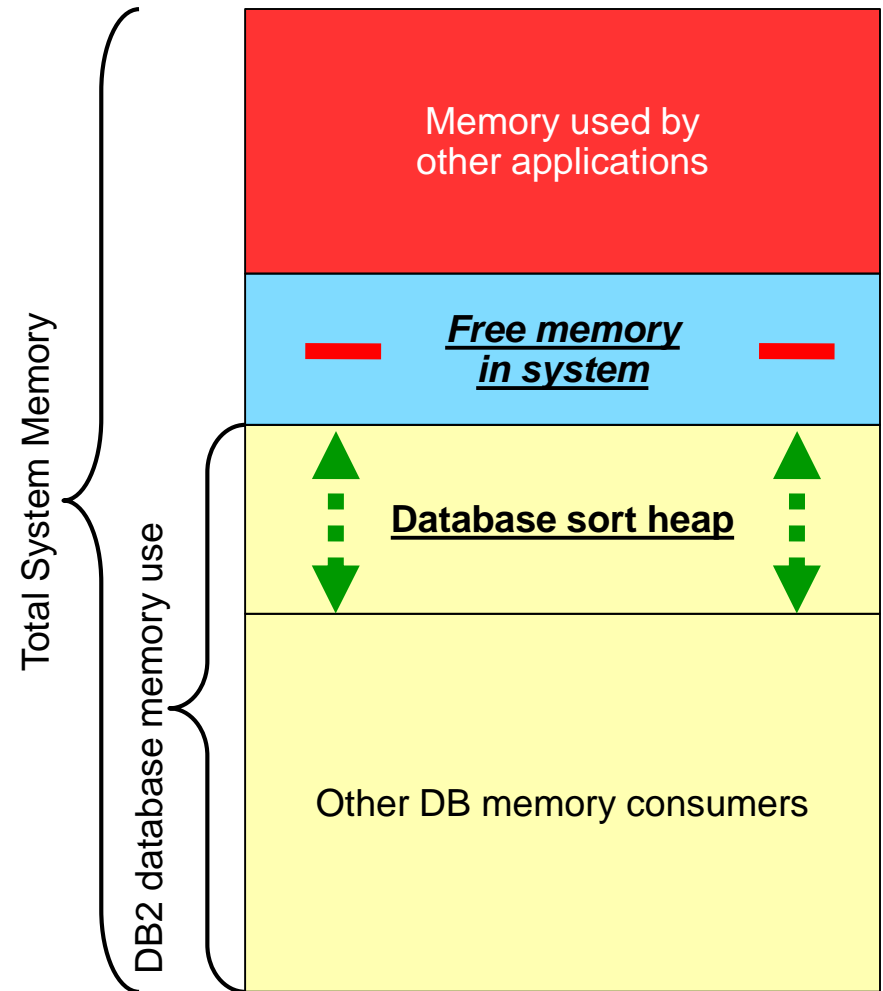 Total System Memory
DB2 database memory use
Memory used by
other applications
Free memory
in system
Database sort heap
Other DB memory consumers